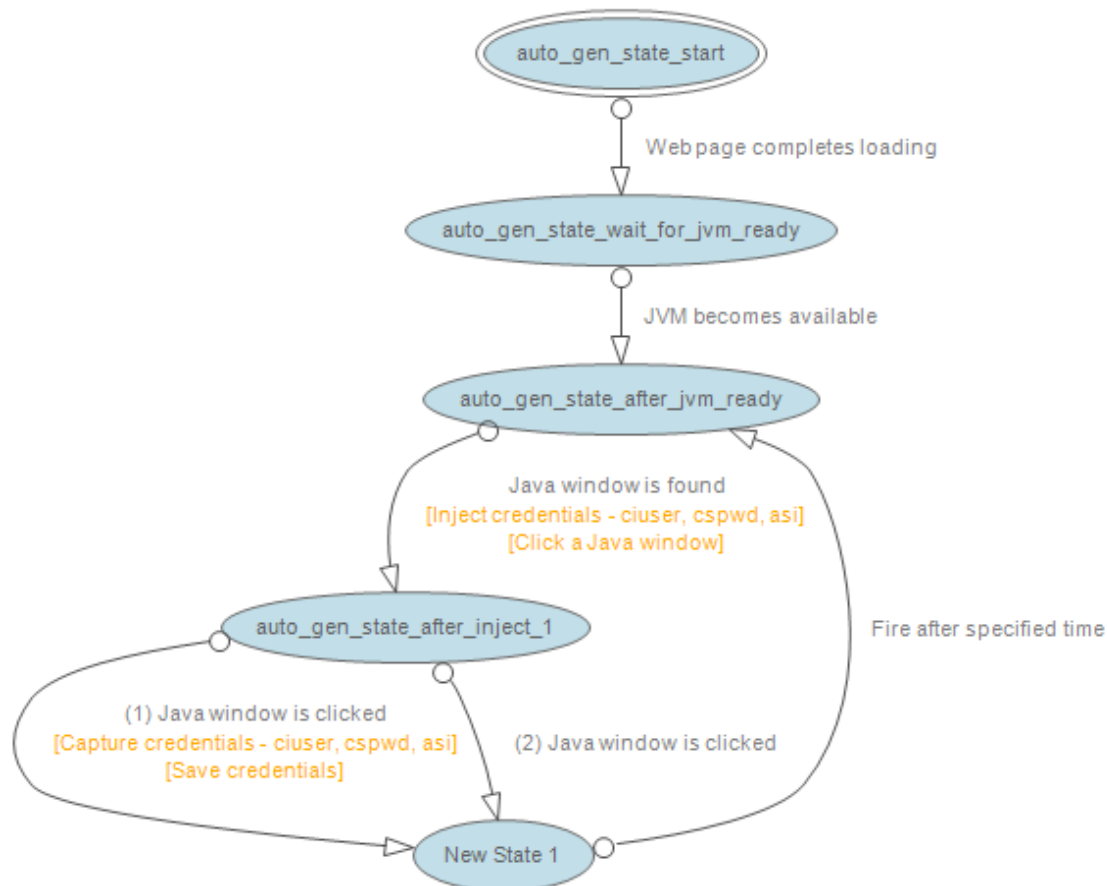 auto_gen_state_start
Web page completes loading
auto_gen_state_wait_for_jvm_ready
JVM becomes available
auto_gen_state_after_jvm_ready
Java window is found
[Inject credentials - ciuser, cspwd, asi]
[Click a Java window]
auto_gen_state_after_inject_1
Fire after specified time
(1) Java window is clicked
[Capture credentials - ciuser, cspwd, asi]
[Save credentials]
(2) Java window is clicked
New State 1